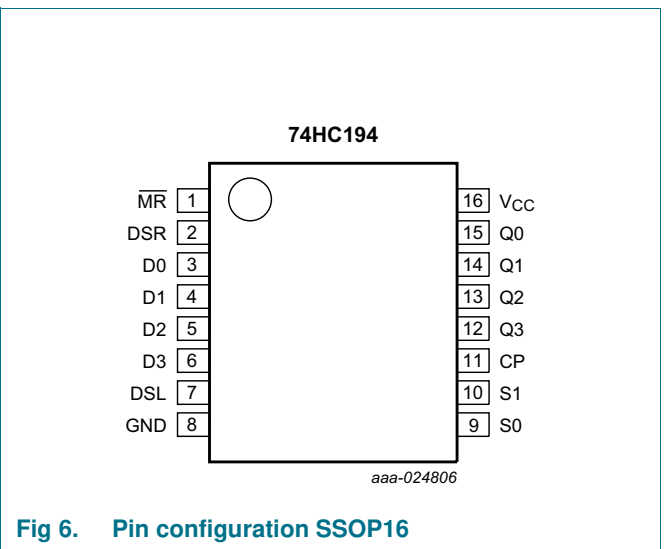 74HC194
M̅R̅ 1
DSR 2
D0 3
D1 4
D2 5
D3 6
DSL 7
GND 8
16 VCC
15 Q0
14 Q1
13 Q2
12 Q3
11 CP
10 S1
9 S0
aaa-024806
Fig 6. Pin configuration SSOP16